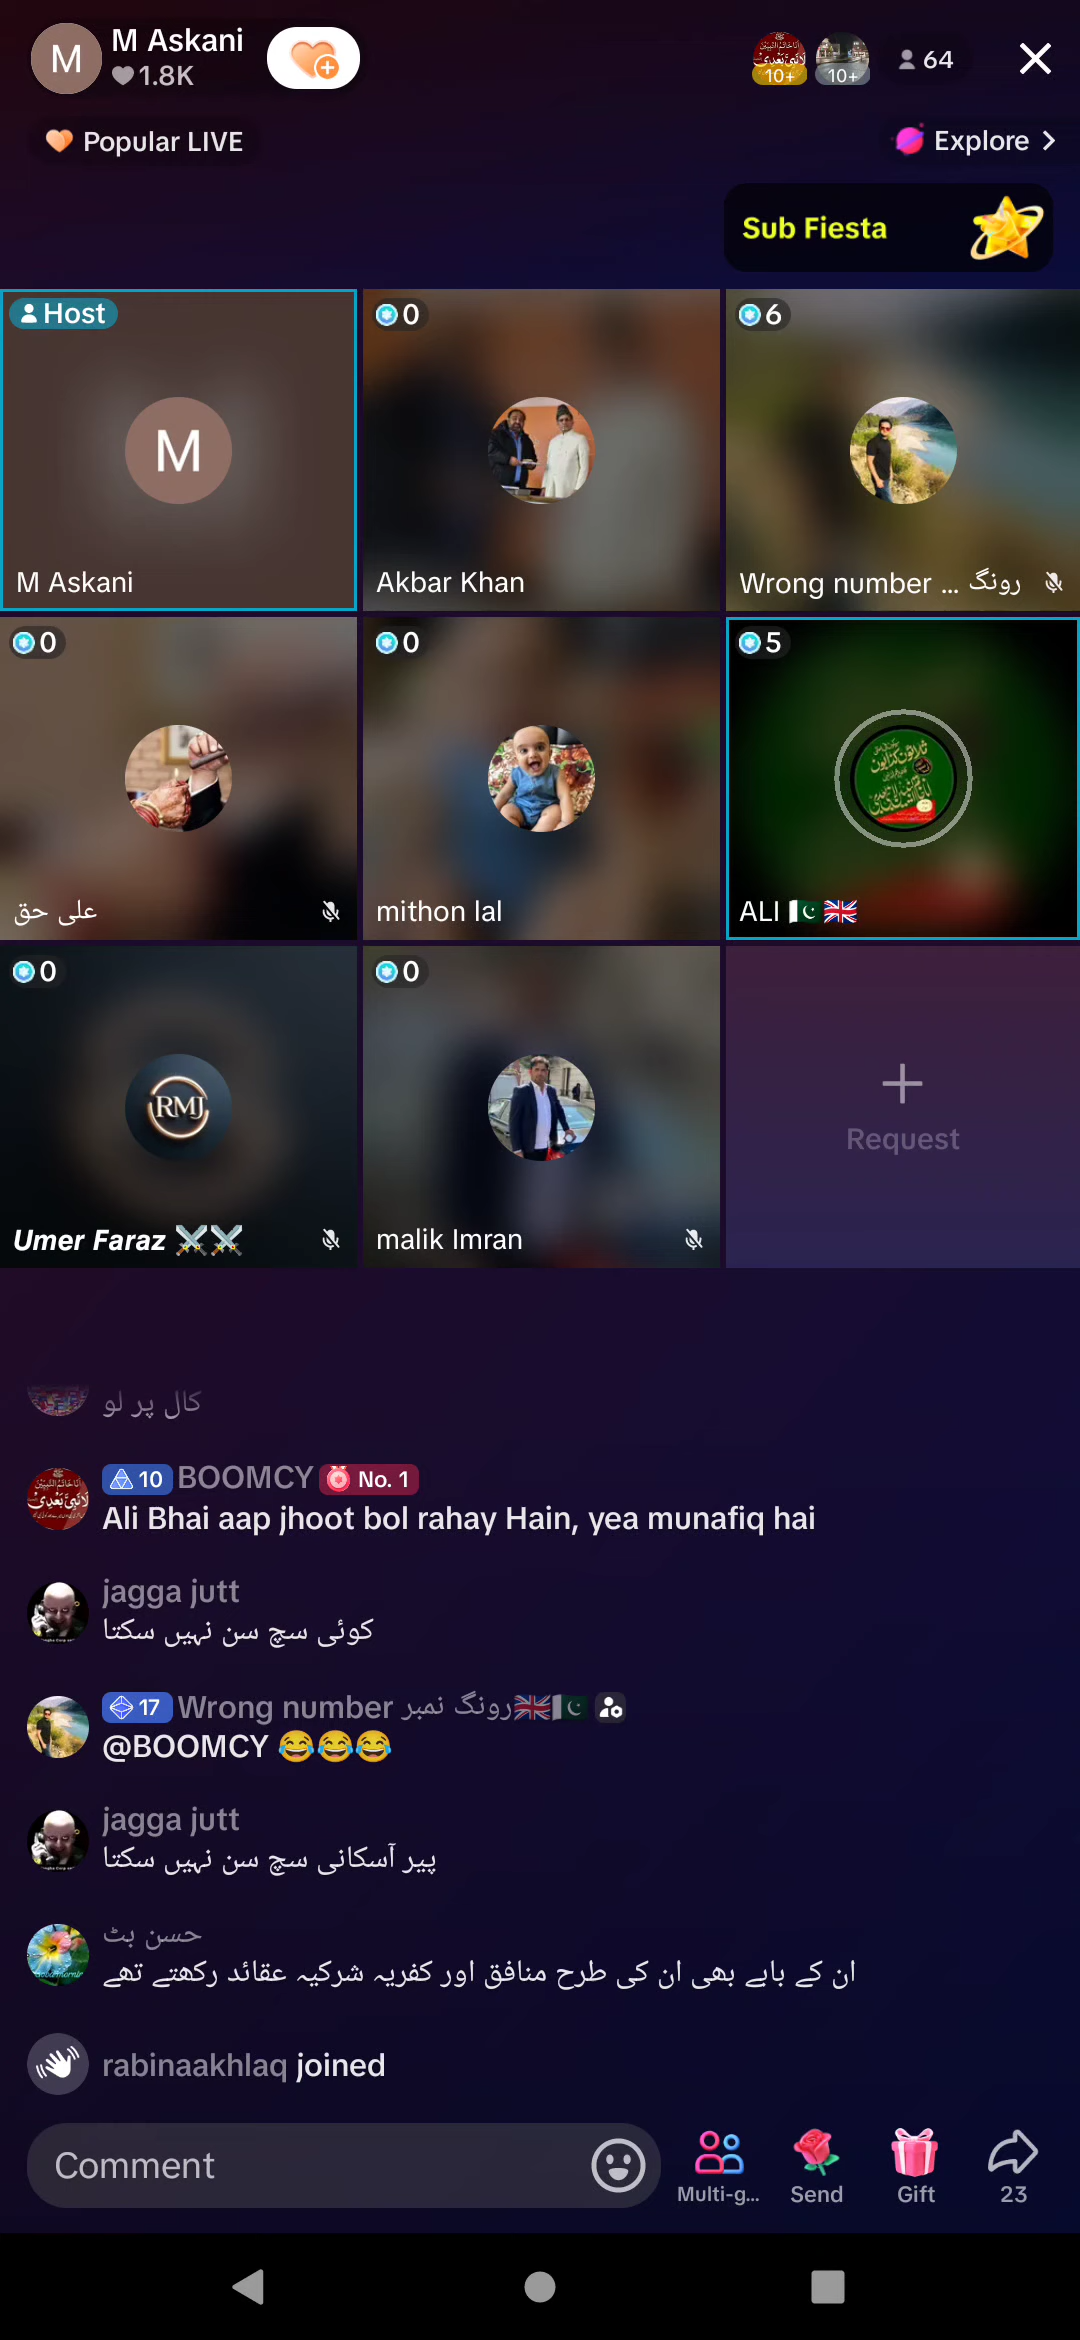 M
M Askani
1.8K
10+
10+
64
Popular LIVE
Explore
Sub Fiesta
Host
M
M Askani
0
Akbar Khan
6
Wrong number ... رونگ
0
علی حق
0
mithon lal
5
ALI 🇵🇰🇬🇧
0
RMJ
Umer Faraz ⚔️⚔️
0
malik Imran
Request
کال پر لو
10 BOOMCY No. 1
Ali Bhai aap jhoot bol rahay Hain, yea munafiq hai
jagga jutt
کوئی سچ سن نہیں سکتا
17 Wrong number رونگ نمبر🇬🇧🇵🇰
@BOOMCY 😂😂😂
jagga jutt
پیر آسکانی سچ سن نہیں سکتا
حسن بٹ
ان کے بابے بھی ان کی طرح منافق اور کفریہ شرکیہ عقائد رکھتے تھے
rabinaakhlaq joined
Comment
Multi-g...
Send
Gift
23